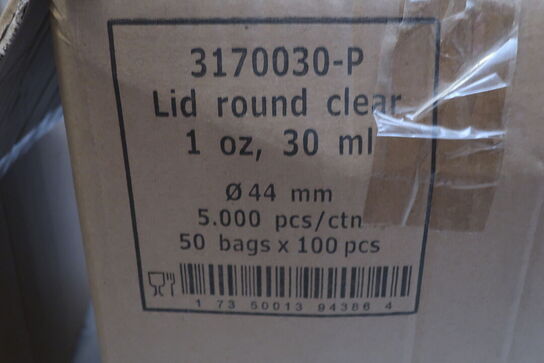 3170030-P
Lid round clear
1 oz, 30 ml
Ø 44 mm
5.000 pcs/ctn
50 bags x 100 pcs
1 73 50013 94386 4